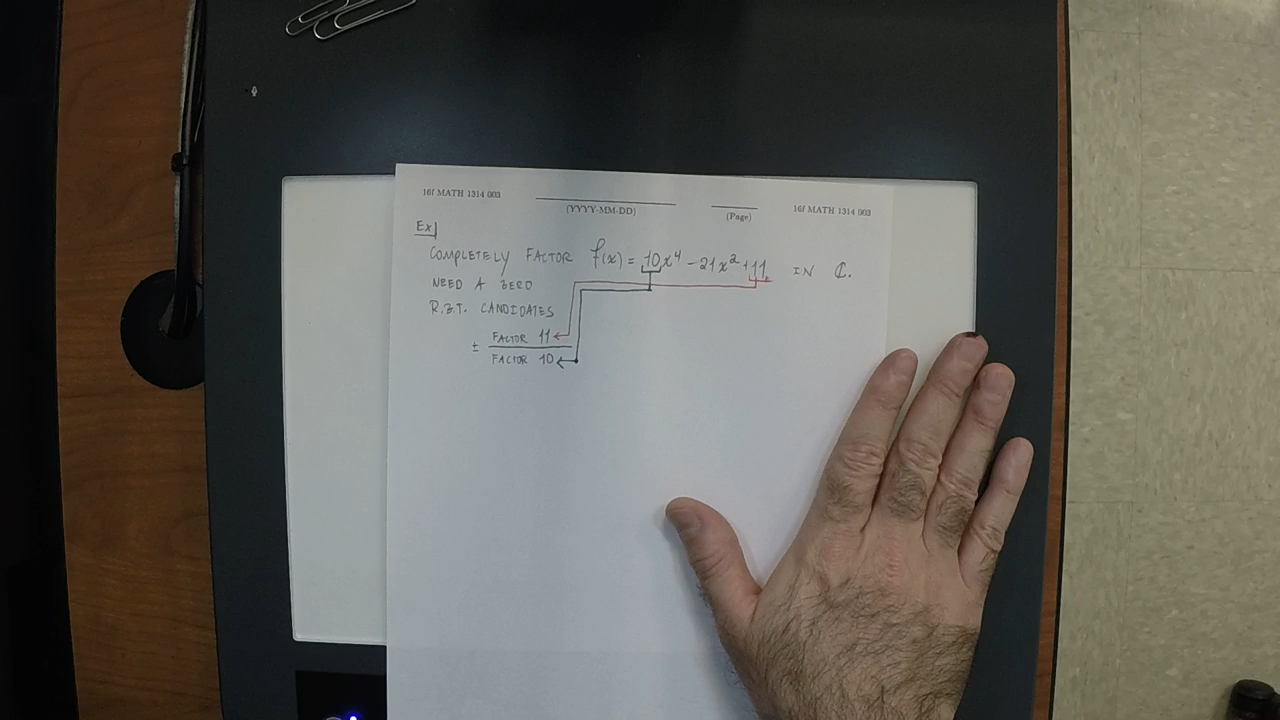 16f MATH 1314 003
(YYYY-MM-DD)
(Page)
16f MATH 1314 003
Ex
COMPLETELY FACTOR f(x) = 10x⁴ - 21x² + 11 IN ℂ.
NEED A ZERO
R.Z.T. CANDIDATES
± FACTOR 11
FACTOR 10